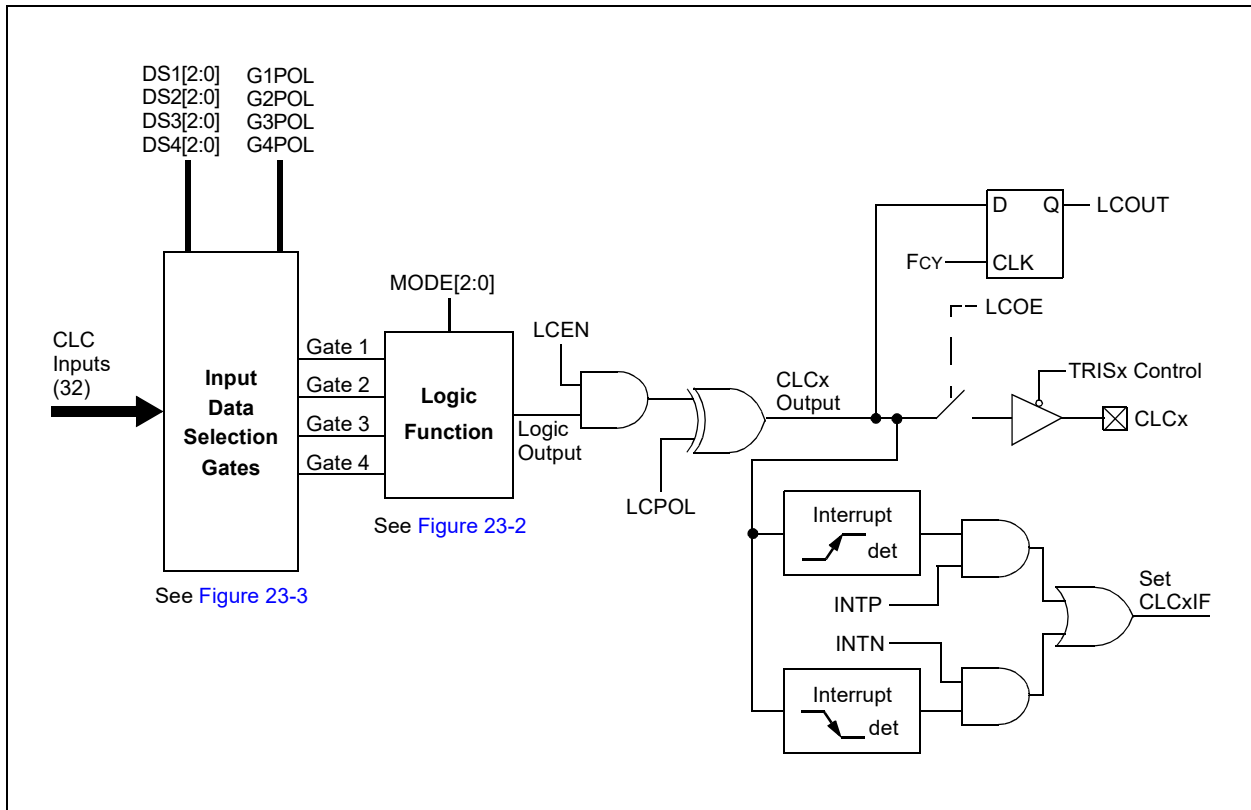 DS1[2:0] G1POL
DS2[2:0] G2POL
DS3[2:0] G3POL
DS4[2:0] G4POL
D Q LCOUT
FCY CLK
MODE[2:0]
LCOE
CLC
Inputs
(32)
Input
Data
Selection
Gates
Gate 1
Gate 2
Gate 3
Gate 4
Logic
Function
LCEN
Logic
Output
LCPOL
CLCx
Output
TRISx Control
CLCx
See Figure 23-2
See Figure 23-3
Interrupt
det
INTP
INTN
Interrupt
det
Set
CLCxIF